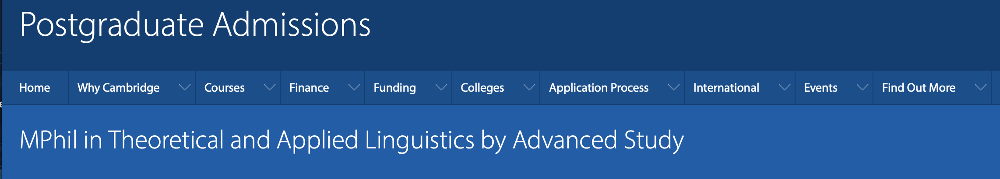 Postgraduate Admissions
Home Why Cambridge Courses Finance Funding Colleges Application Process International Events Find Out More
MPhil in Theoretical and Applied Linguistics by Advanced Study